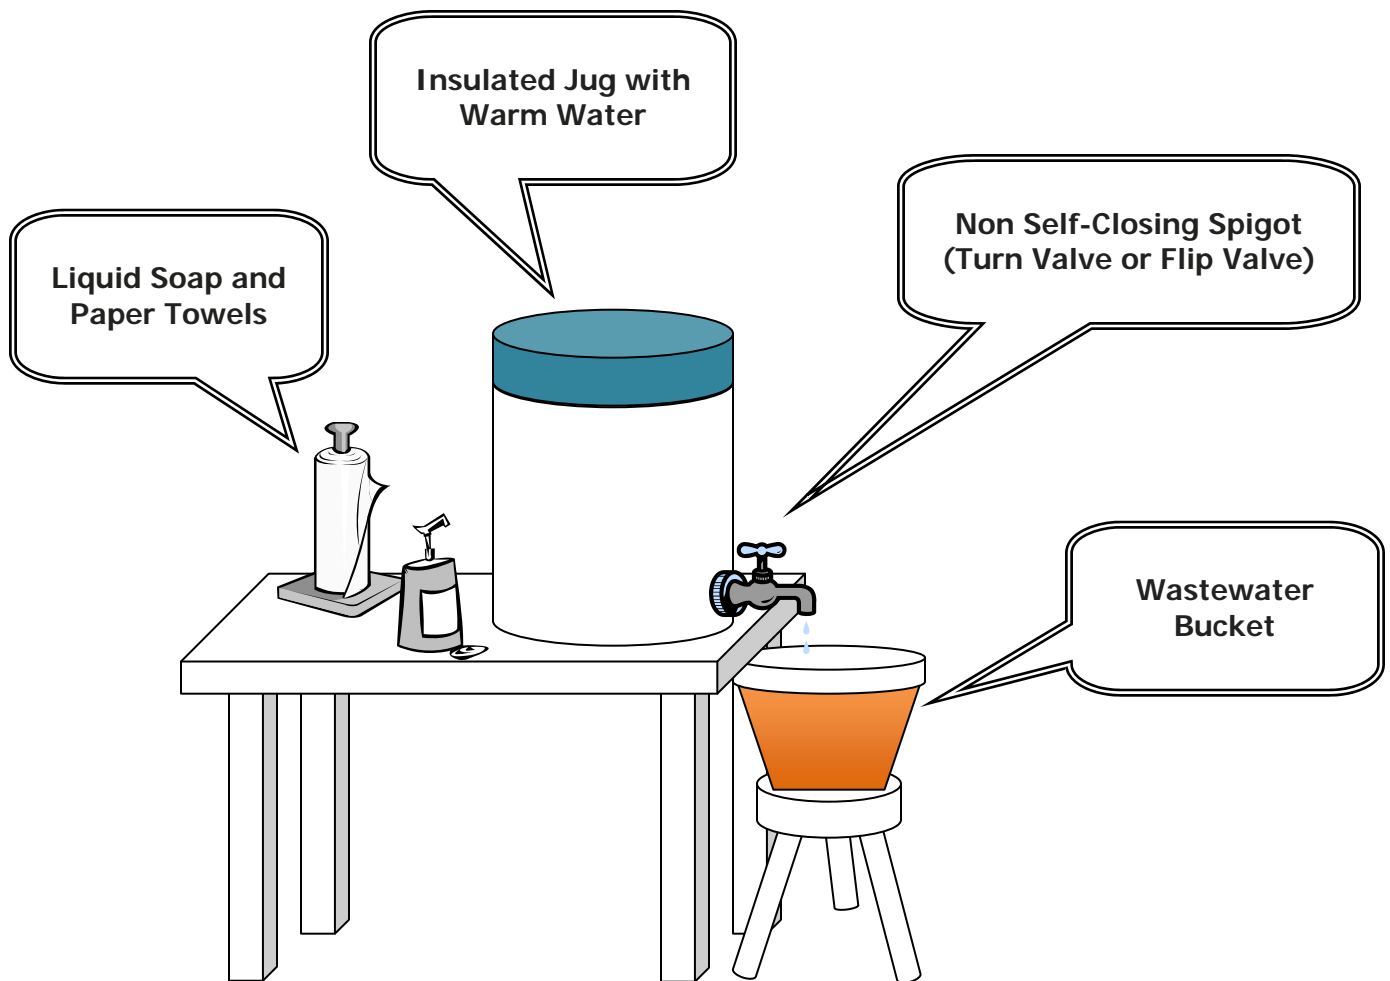 Insulated Jug with
Warm Water
Non Self-Closing Spigot
(Turn Valve or Flip Valve)
Liquid Soap and
Paper Towels
Wastewater
Bucket